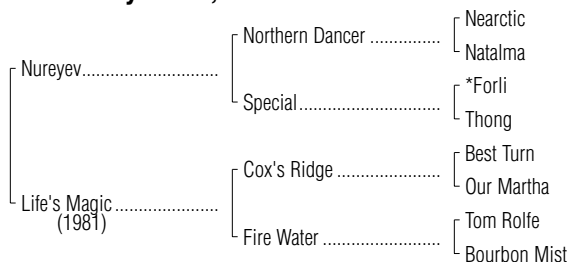 Nearctic
Northern Dancer
Natalma
Nureyev
*Forli
Special
Thong
Best Turn
Cox's Ridge
Our Martha
Life's Magic
(1981)
Tom Rolfe
Fire Water
Bourbon Mist